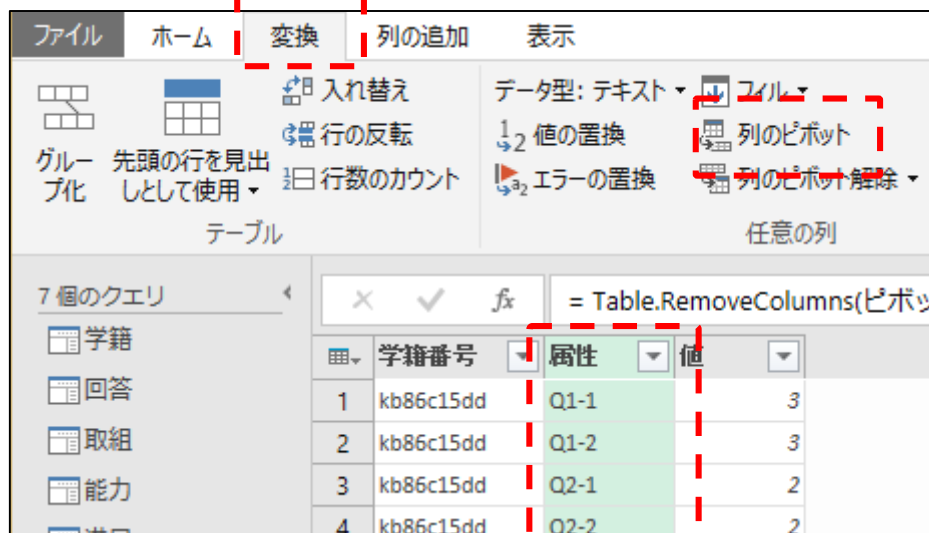 ファイル ホーム 変換 列の追加 表示
入れ替え データ型: テキスト フィル
行の反転 1 2 値の置換 列のピボット
グルー
プ化
先頭の行を見出
しとして使用
行数のカウント エラーの置換 列のピボット解除
テーブル 任意の列
7 個のクエリ fx = Table.RemoveColumns(ピボッ
学籍
回答
取組
能力
学籍番号 属性 値
1 kb86c15dd Q1-1 3
2 kb86c15dd Q1-2 3
3 kb86c15dd Q2-1 2
4 kb86c15dd Q2-2 2